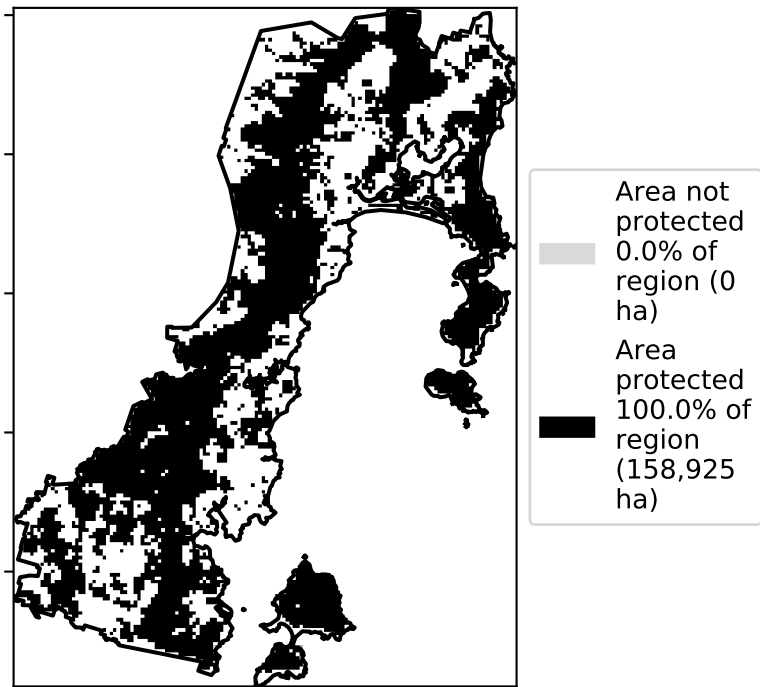 Area not
protected
0.0% of
region (0
ha)
Area
protected
100.0% of
region
(158,925
ha)